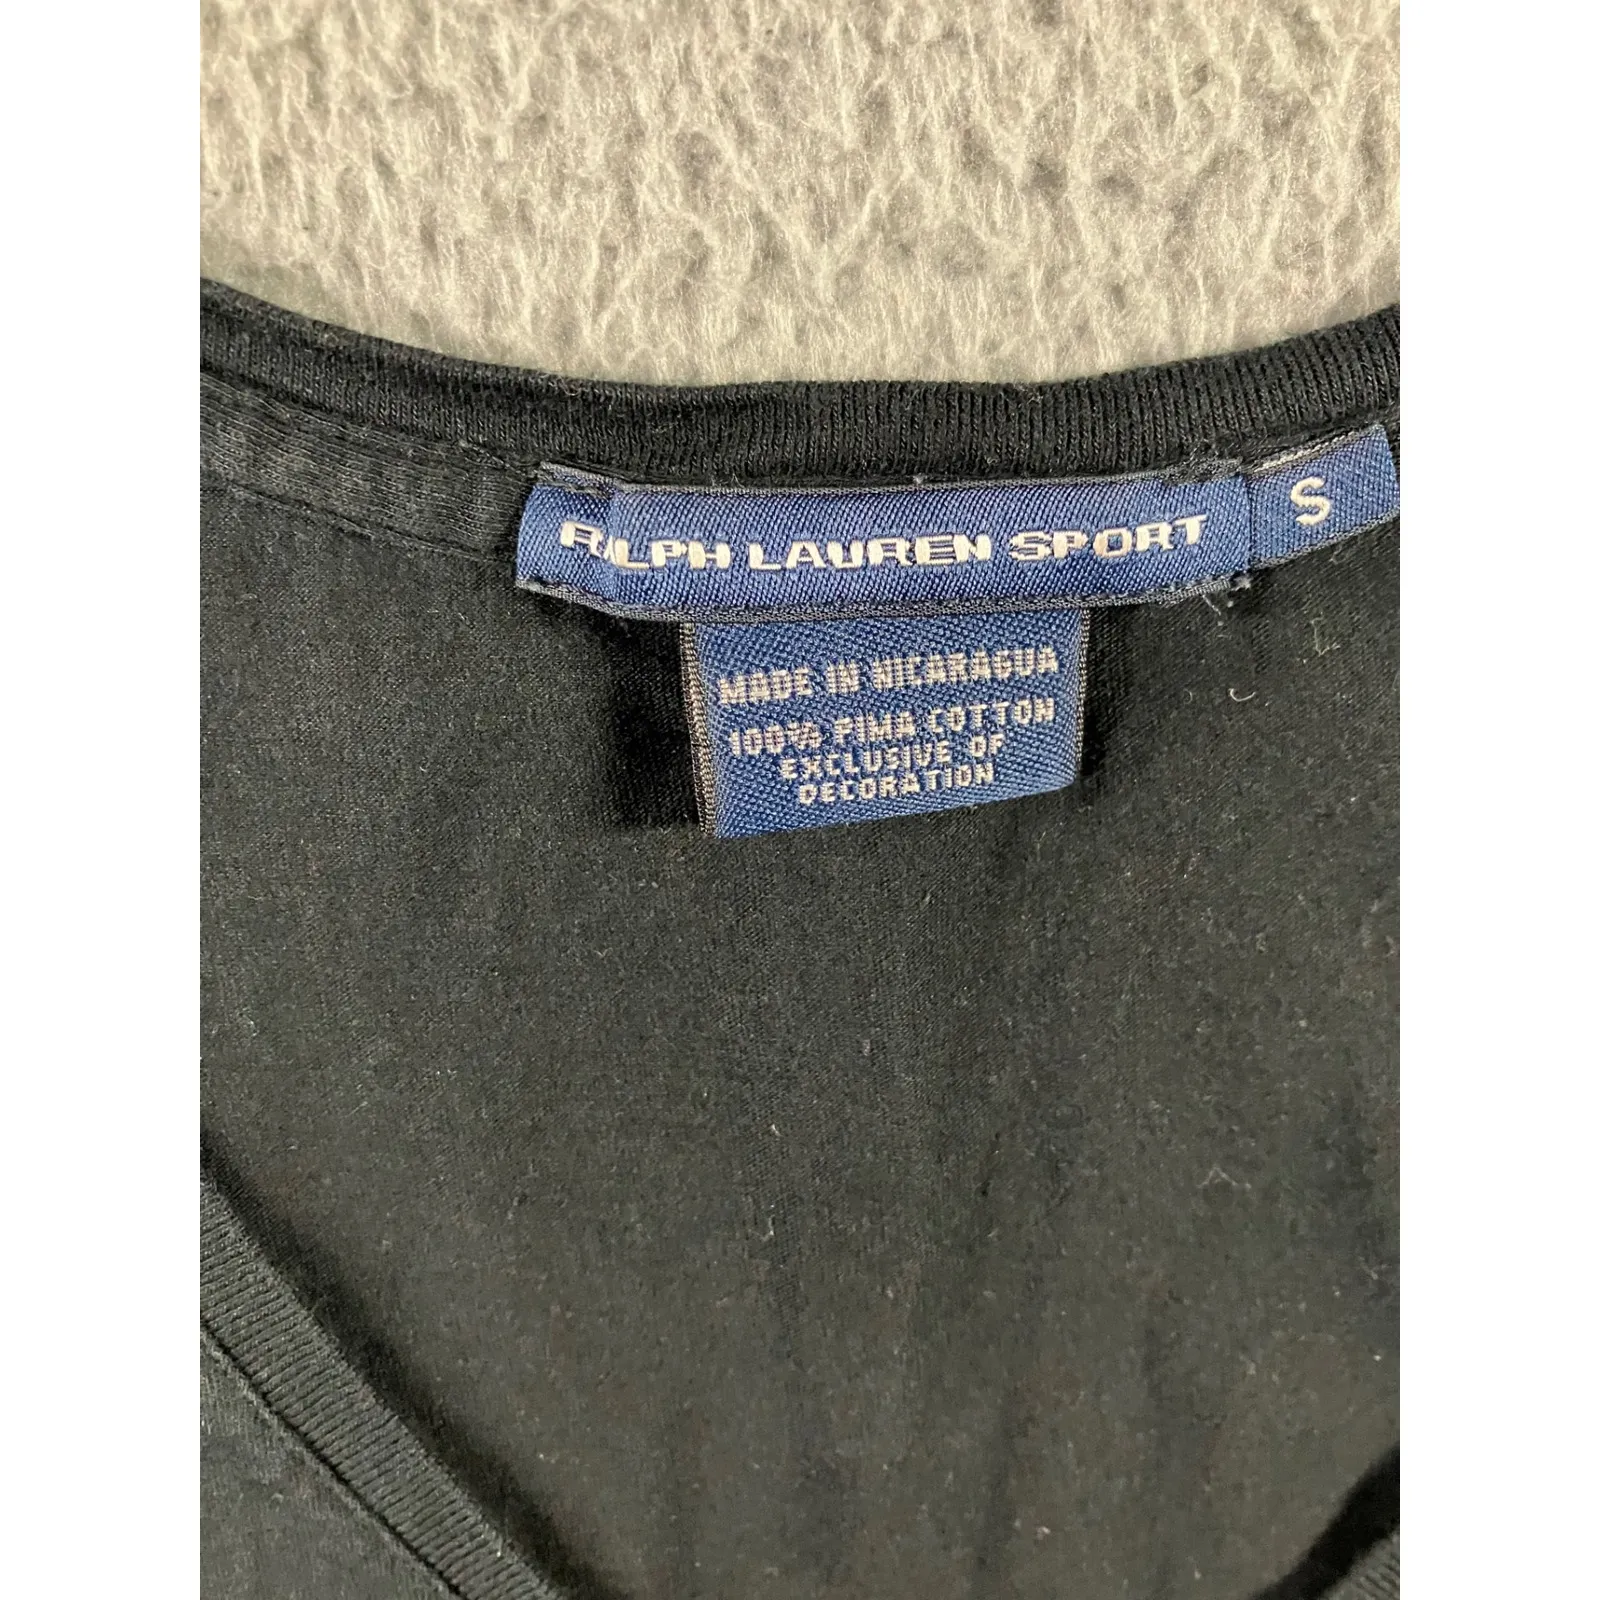 RALPH LAUREN SPORT S
MADE IN NICARAGUA
100% PIMA COTTON
EXCLUSIVE OF
DECORATION